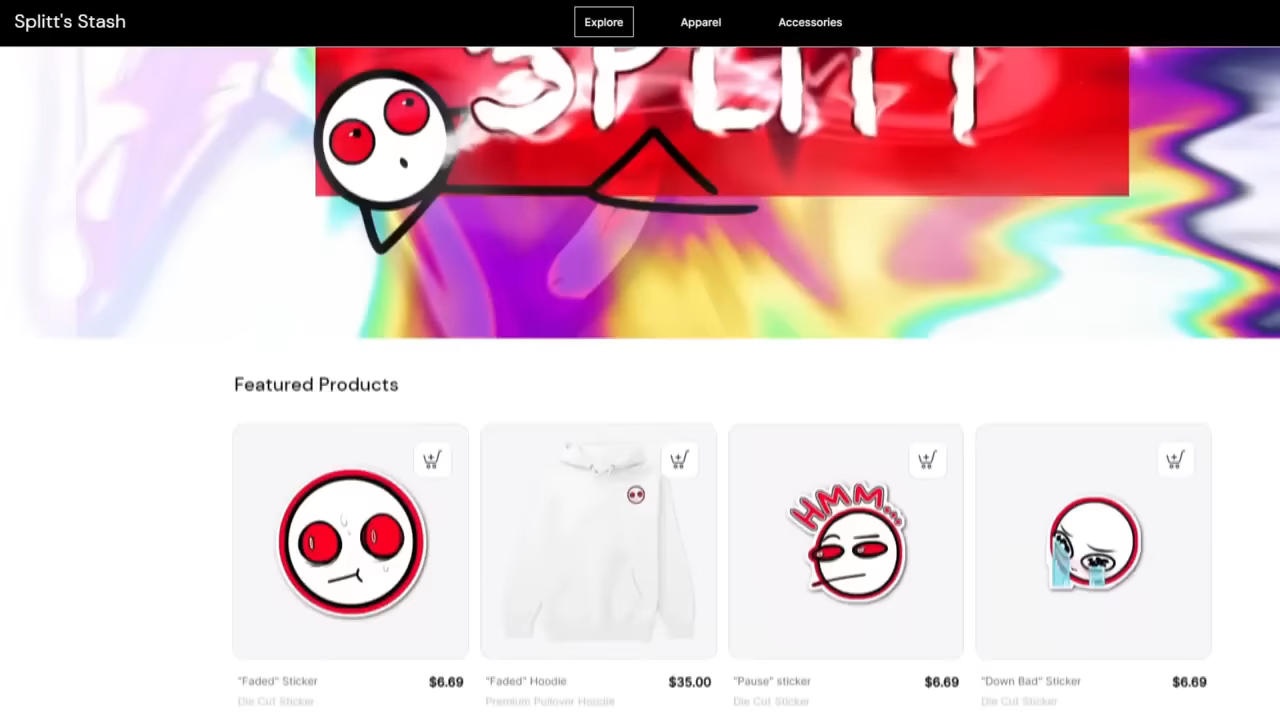 Splitt's Stash
Explore
Apparel
Accessories
SPLITT
Featured Products
HMM...
"Faded" Sticker
$6.69
Die Cut Sticker
"Faded" Hoodie
$35.00
Premium Pullover Hoodie
"Pause" sticker
$6.69
Die Cut Sticker
"Down Bad" Sticker
$6.69
Die Cut Sticker